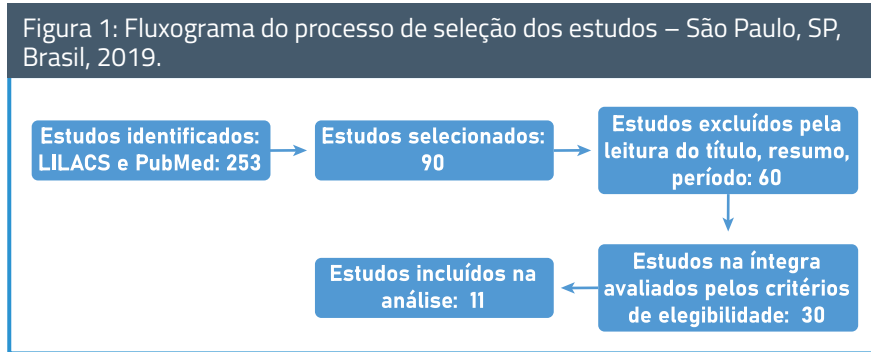 Figura 1: Fluxograma do processo de seleção dos estudos – São Paulo, SP,
Brasil, 2019.
Estudos identificados:
LILACS e PubMed: 253
Estudos selecionados:
90
Estudos excluídos pela
leitura do título, resumo,
período: 60
Estudos na íntegra
avaliados pelos critérios
de elegibilidade: 30
Estudos incluídos na
análise: 11